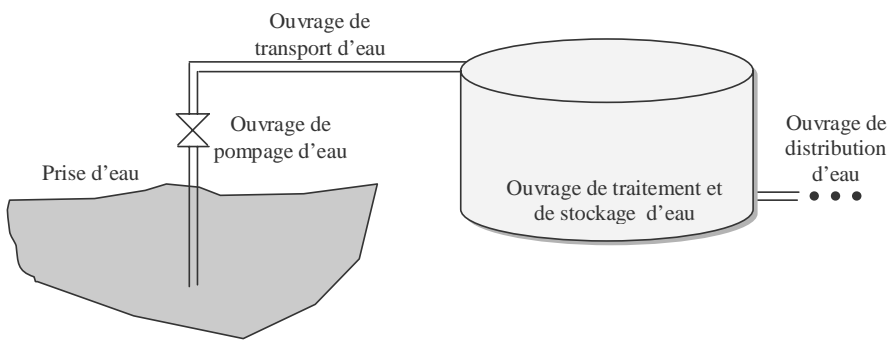 Ouvrage de
transport d'eau
Ouvrage de
pompage d'eau
Prise d'eau
Ouvrage de traitement et
de stockage d'eau
Ouvrage de
distribution
d'eau